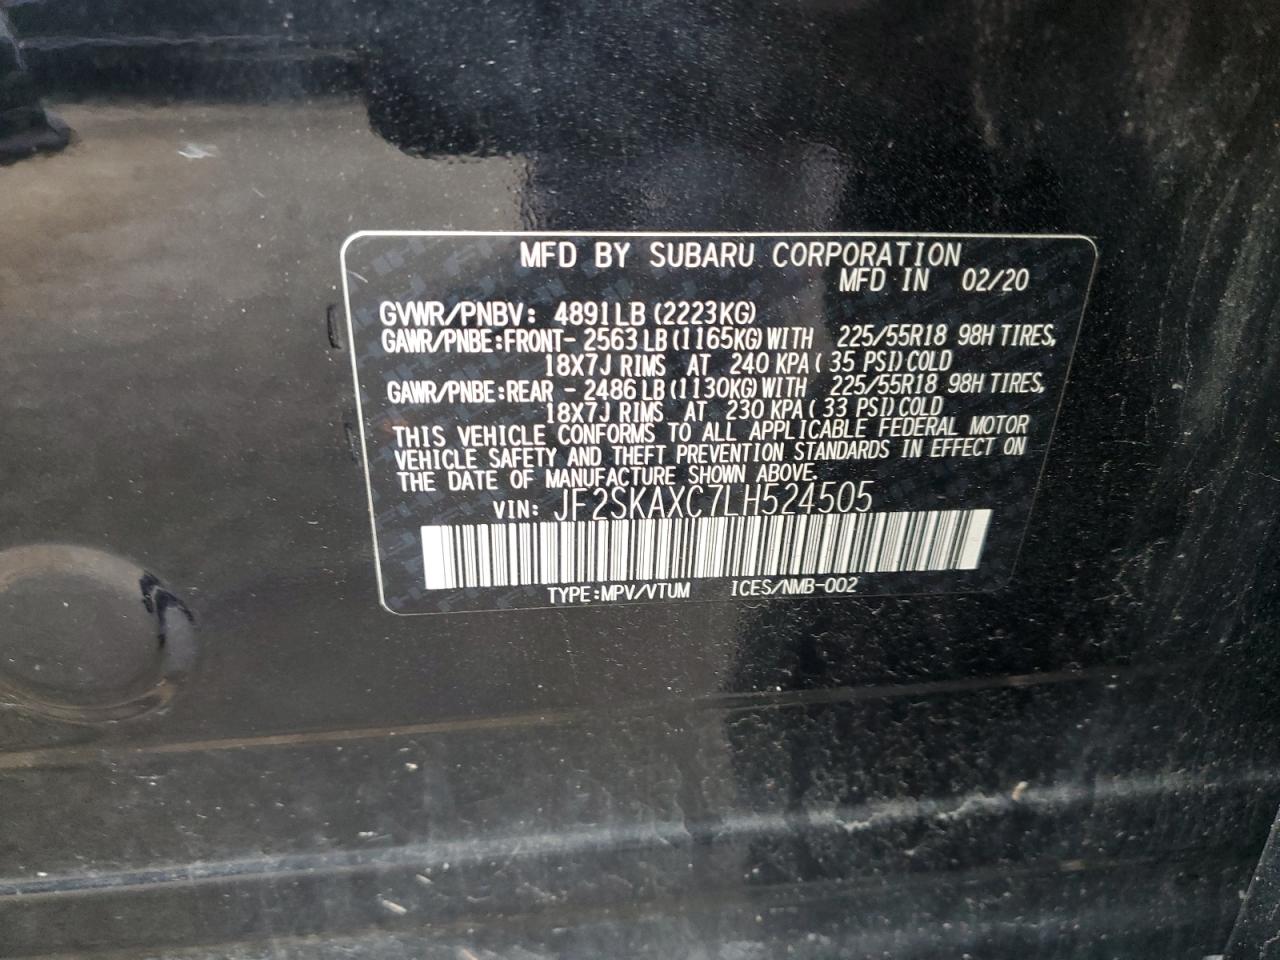 MFD BY SUBARU CORPORATION
MFD IN 02/20
GVWR/PNBV: 4891LB (2223KG)
GAWR/PNBE:FRONT- 2563LB(1165KG)WITH 225/55R18 98H TIRES,
18X7J RIMS AT 240 KPA( 35 PSI)COLD
GAWR/PNBE:REAR - 2486LB(1130KG)WITH 225/55R18 98H TIRES,
18X7J RIMS AT 230 KPA( 33 PSI)COLD
THIS VEHICLE CONFORMS TO ALL APPLICABLE FEDERAL MOTOR
VEHICLE SAFETY AND THEFT PREVENTION STANDARDS IN EFFECT ON
THE DATE OF MANUFACTURE SHOWN ABOVE.
VIN: JF2SKAXC7LH524505
TYPE:MPV/VTUM ICES/NMB-002